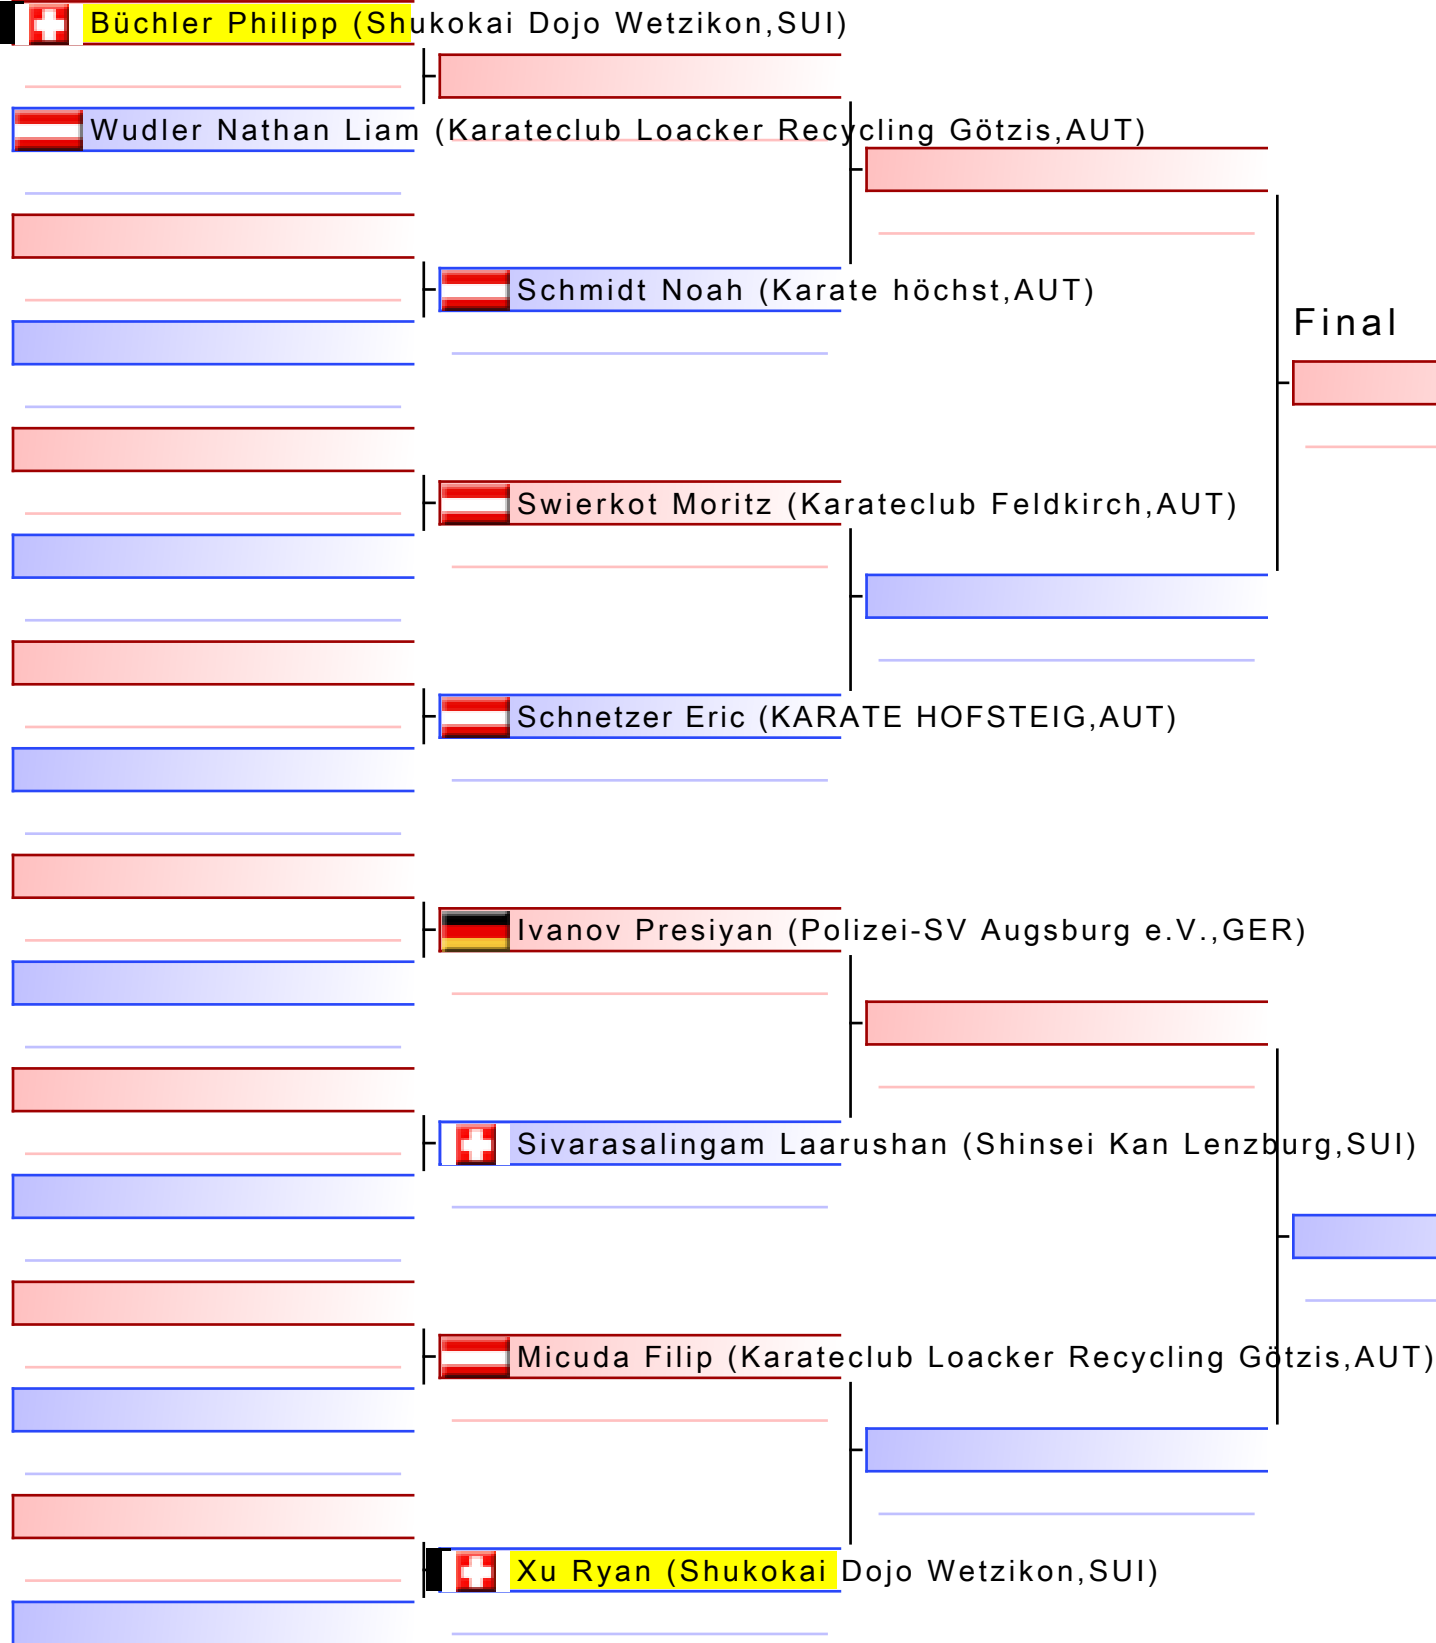 Büchler Philipp (Shukokai Dojo Wetzikon,SUI)
Wudler Nathan Liam (Karateclub Loacker Recycling Götzis,AUT)
Schmidt Noah (Karate höchst,AUT)
Final
Swierkot Moritz (Karateclub Feldkirch,AUT)
Schnetzer Eric (KARATE HOFSTEIG,AUT)
Ivanov Presiyan (Polizei-SV Augsburg e.V.,GER)
Sivarasalingam Laarushan (Shinsei Kan Lenzburg,SUI)
Micuda Filip (Karateclub Loacker Recycling Götzis,AUT)
Xu Ryan (Shukokai Dojo Wetzikon,SUI)